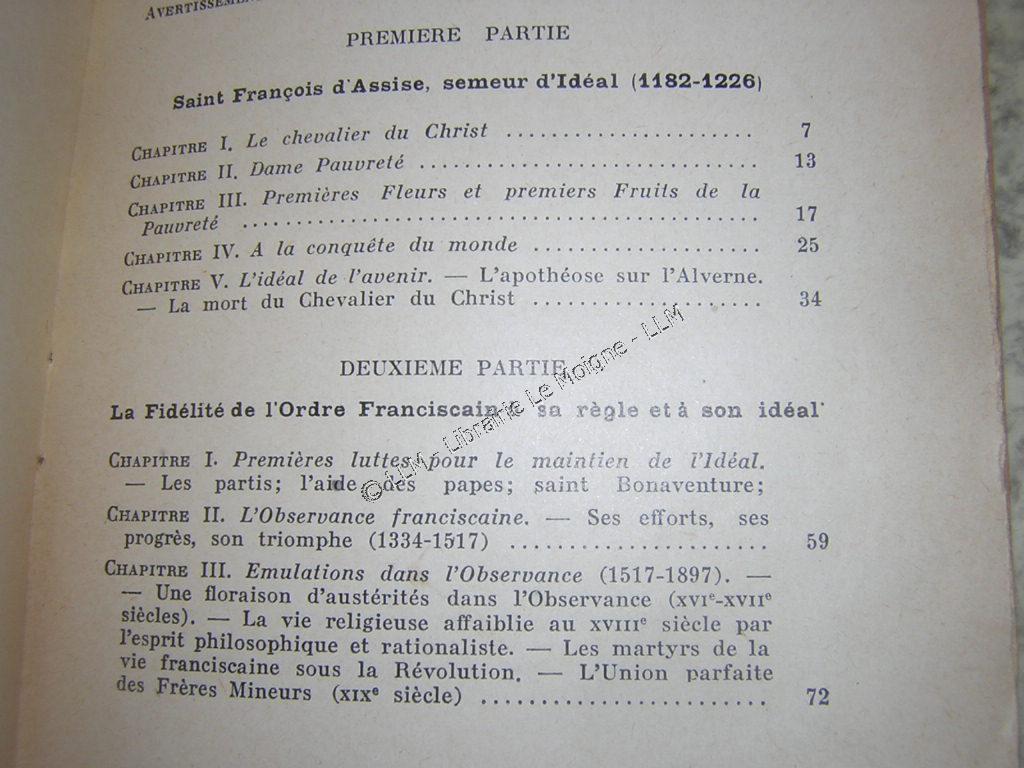 AVERTISSEMEN
PREMIERE PARTIE
Saint François d'Assise, semeur d'Idéal (1182-1226)
CHAPITRE I. Le chevalier du Christ ........................ 7
CHAPITRE II. Dame Pauvreté ................................ 13
CHAPITRE III. Premières Fleurs et premiers Fruits de la
Pauvreté .................................................. 17
CHAPITRE IV. A la conquête du monde ...................... 25
CHAPITRE V. L'idéal de l'avenir. — L'apothéose sur l'Alverne.
— La mort du Chevalier du Christ ...................... 34
DEUXIEME PARTIE
La Fidélité de l'Ordre Franciscain sa règle et à son idéal
© LLM - Librairie Le Moigne - LLM
CHAPITRE I. Premières luttes pour le maintien de l'Idéal.
— Les partis; l'aide des papes; saint Bonaventure;
CHAPITRE II. L'Observance franciscaine. — Ses efforts, ses
progrès, son triomphe (1334-1517) ....................... 59
CHAPITRE III. Emulations dans l'Observance (1517-1897). —
— Une floraison d'austérités dans l'Observance (XVIe-XVIIe
siècles). — La vie religieuse affaiblie au XVIIIe siècle par
l'esprit philosophique et rationaliste. — Les martyrs de la
vie franciscaine sous la Révolution. — L'Union parfaite
des Frères Mineurs (XIXe siècle) ......................... 72